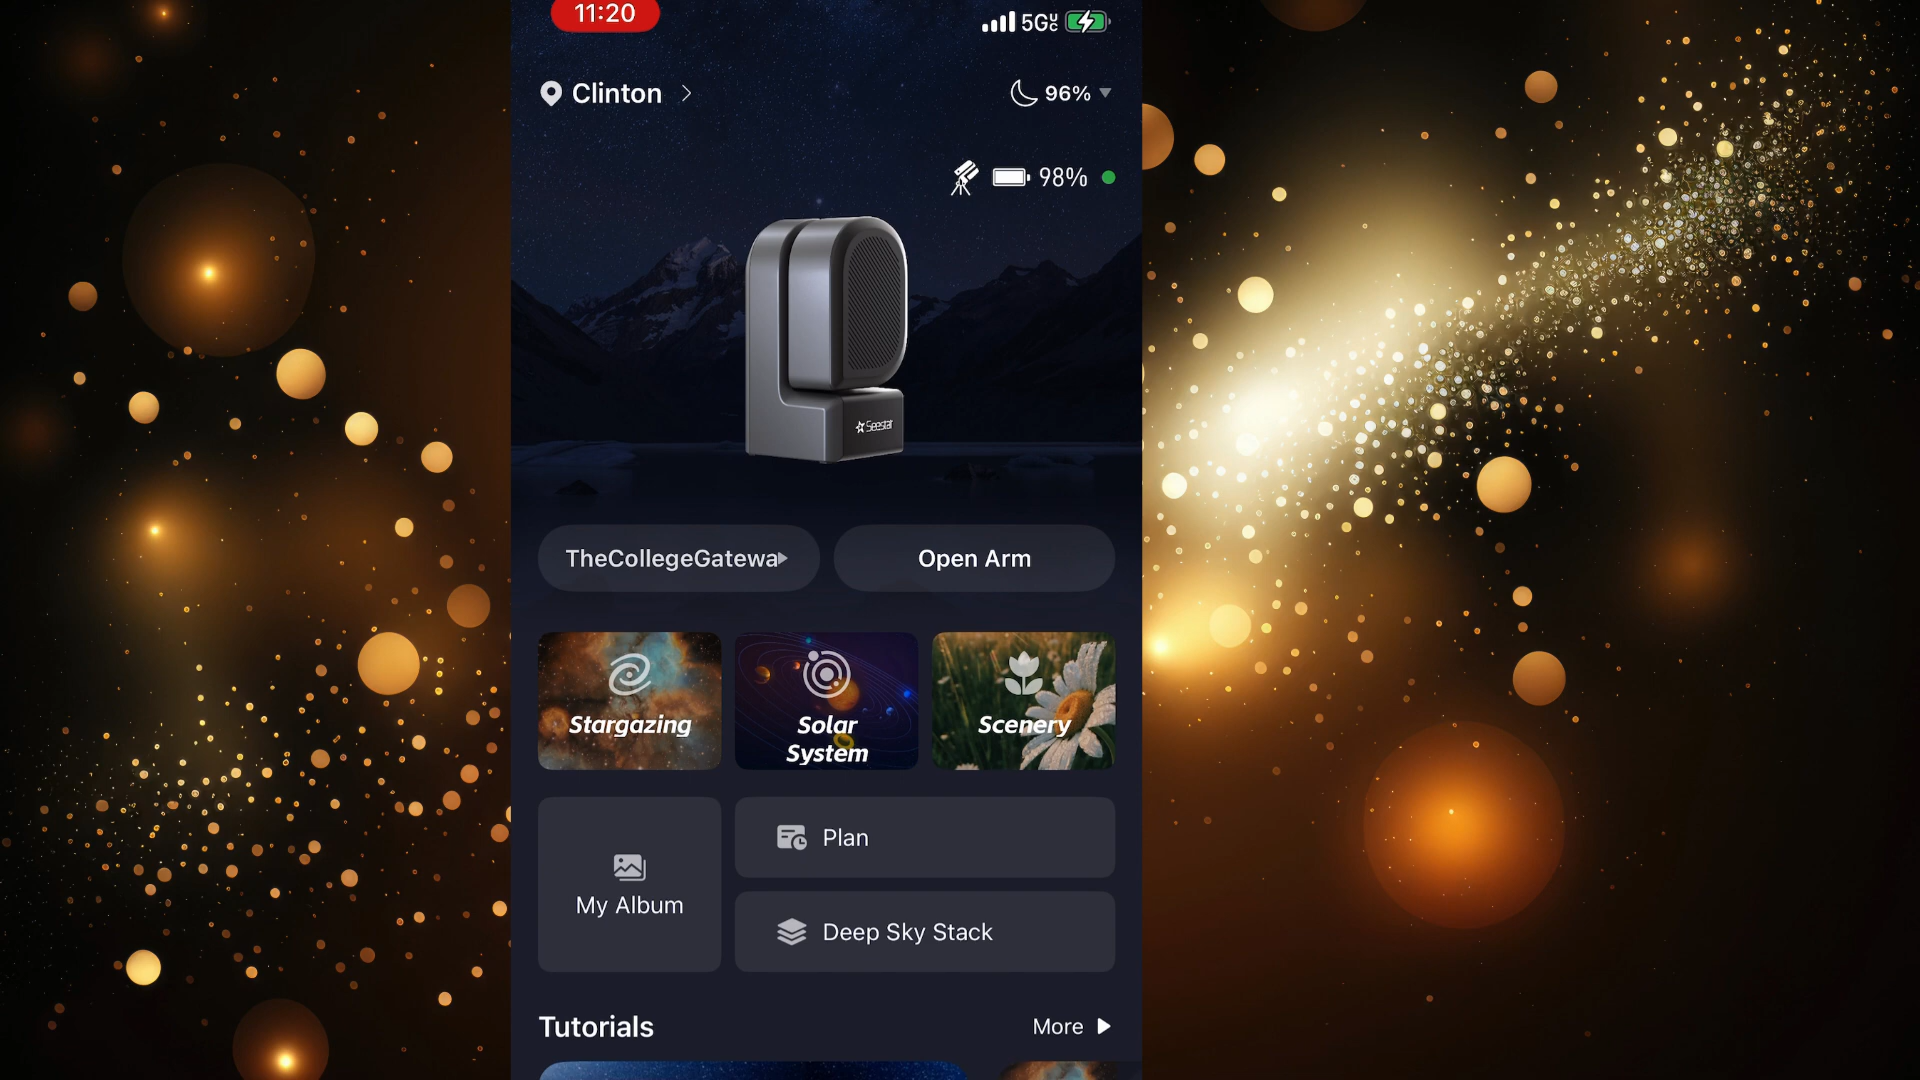 11:20
5GUC
Clinton
96%
98%
Seestar
TheCollegeGatewa
Open Arm
Stargazing
Solar
System
Scenery
My Album
Plan
Deep Sky Stack
Tutorials
More